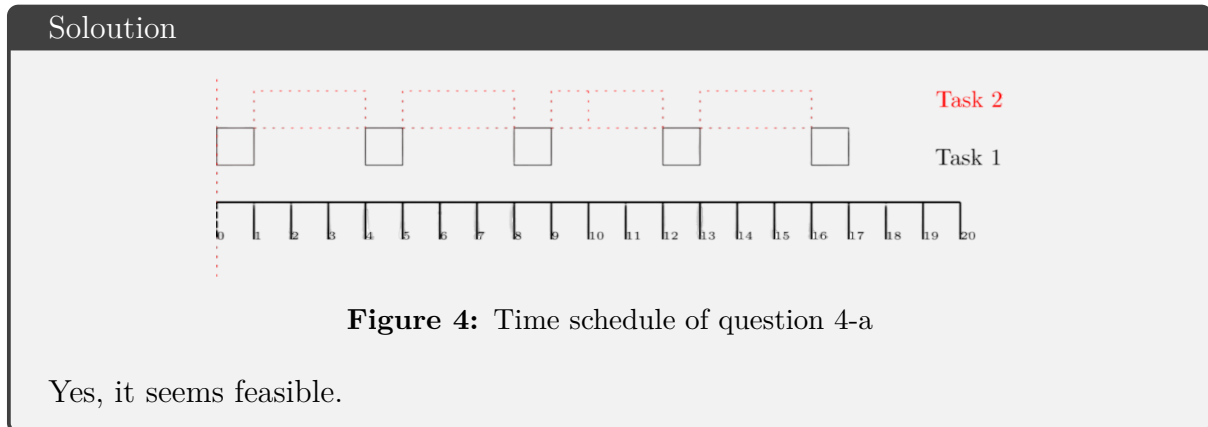 Soloution
Task 2
Task 1
0 1 2 3 4 5 6 7 8 9 10 11 12 13 14 15 16 17 18 19 20
Figure 4: Time schedule of question 4-a
Yes, it seems feasible.